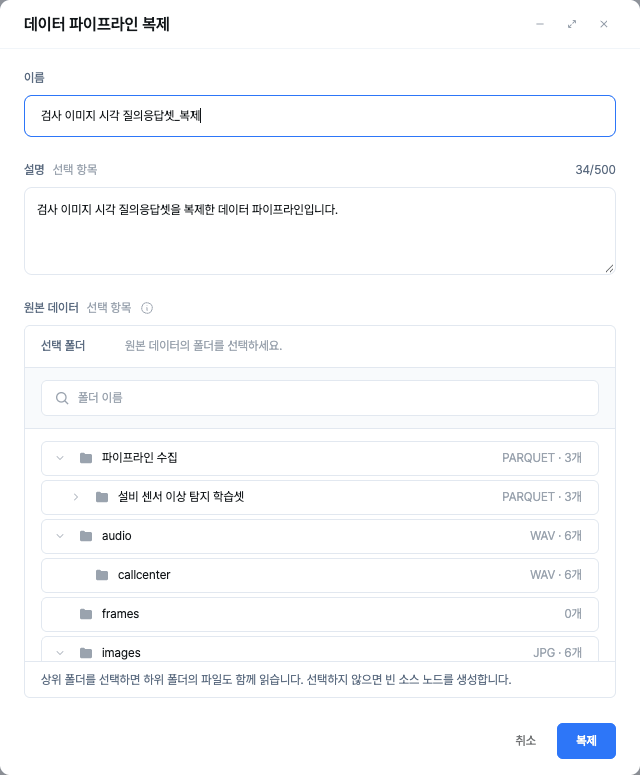 데이터 파이프라인 복제
이름
검사 이미지 시각 질의응답셋_복제
설명 선택 항목 34/500
검사 이미지 시각 질의응답셋을 복제한 데이터 파이프라인입니다.
원본 데이터 선택 항목
선택 폴더 원본 데이터의 폴더를 선택하세요.
폴더 이름
파이프라인 수집 PARQUET · 3개
설비 센서 이상 탐지 학습셋 PARQUET · 3개
audio WAV · 6개
callcenter WAV · 6개
frames 0개
images JPG · 6개
상위 폴더를 선택하면 하위 폴더의 파일도 함께 읽습니다. 선택하지 않으면 빈 소스 노드를 생성합니다.
취소 복제